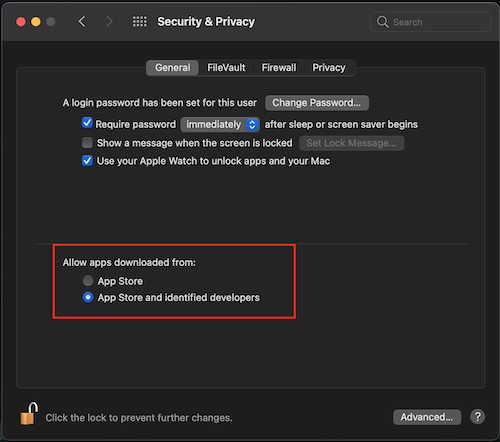 Security & Privacy
Search
General
FileVault
Firewall
Privacy
A login password has been set for this user
Change Password...
Require password immediately after sleep or screen saver begins
Show a message when the screen is locked
Set Lock Message...
Use your Apple Watch to unlock apps and your Mac
Allow apps downloaded from:
App Store
App Store and identified developers
Click the lock to prevent further changes.
Advanced...
?